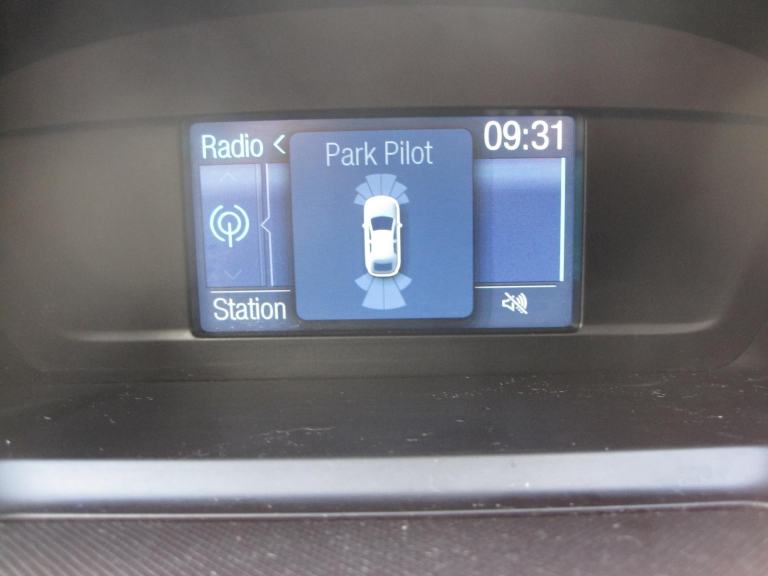 Radio <
Park Pilot
09:31
Station